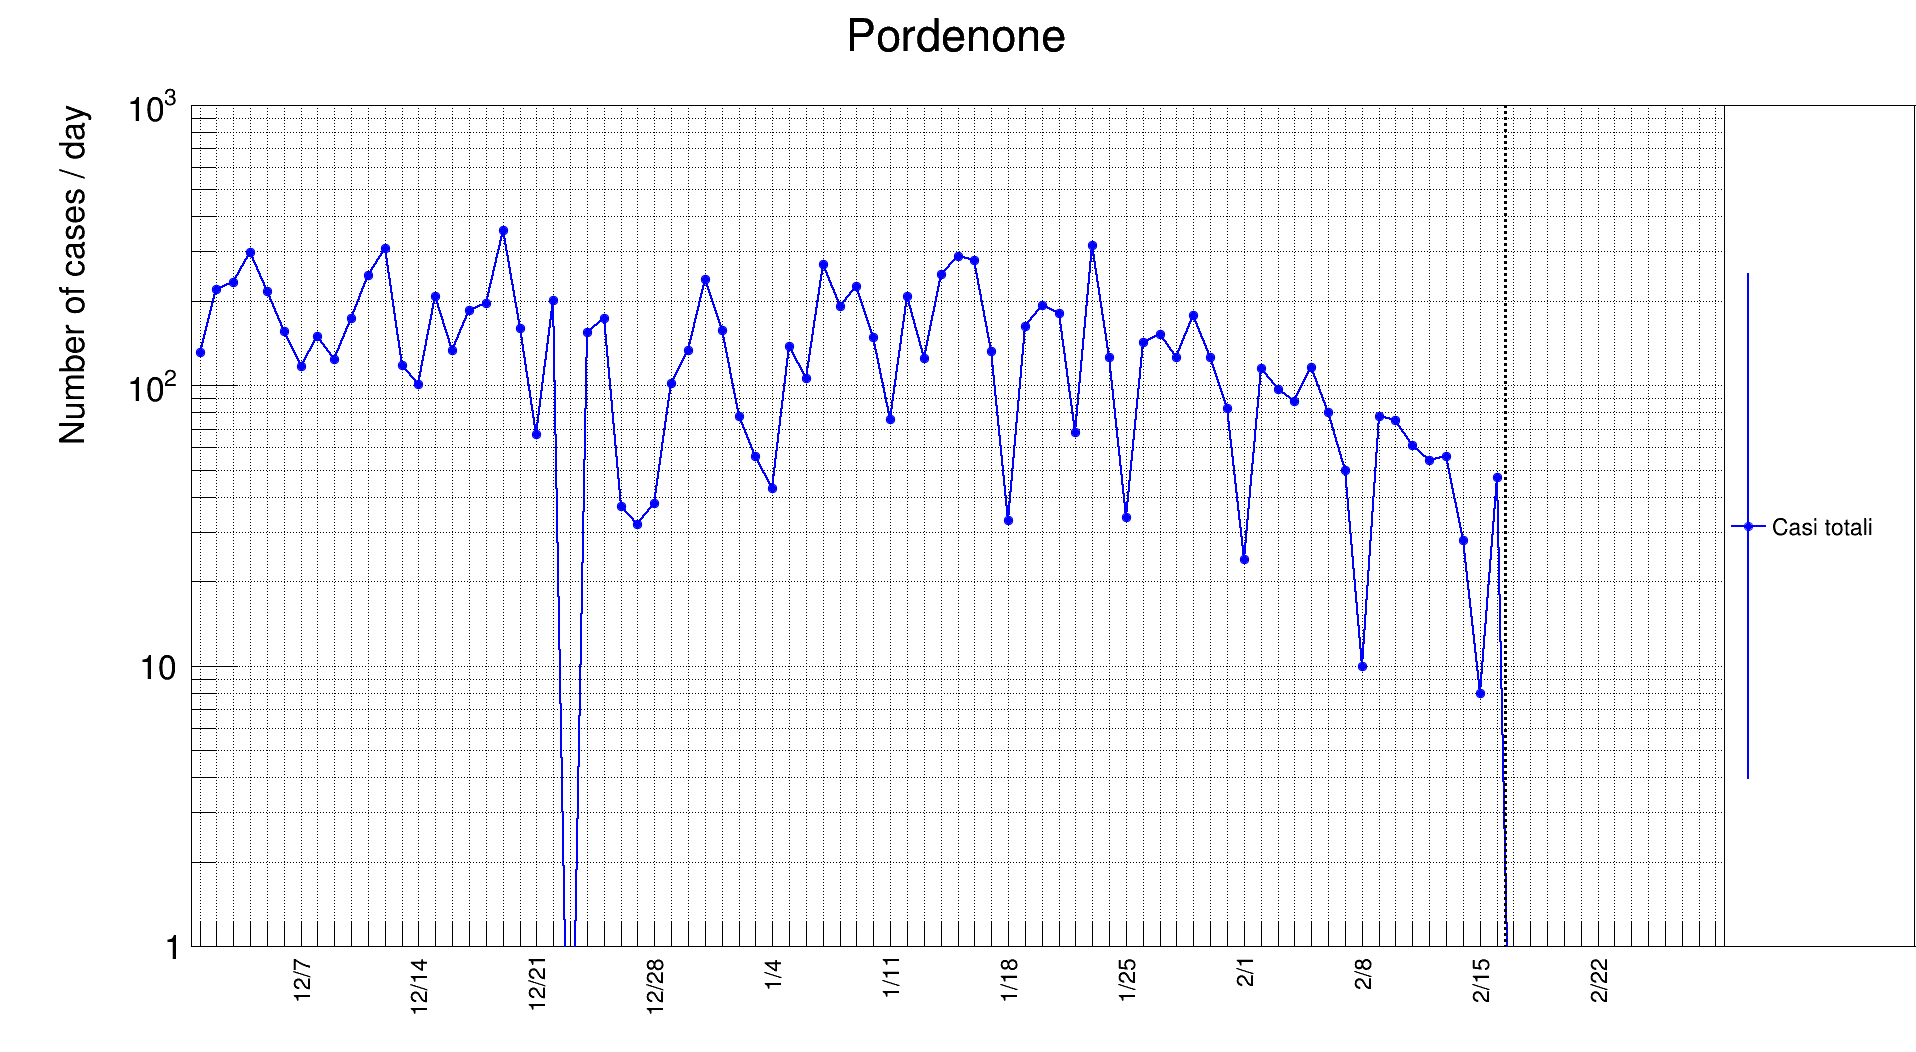 Pordenone
Number of cases / day
10³
10²
10
1
12/7 12/14 12/21 12/28 1/4 1/11 1/18 1/25 2/1 2/8 2/15 2/22
Casi totali